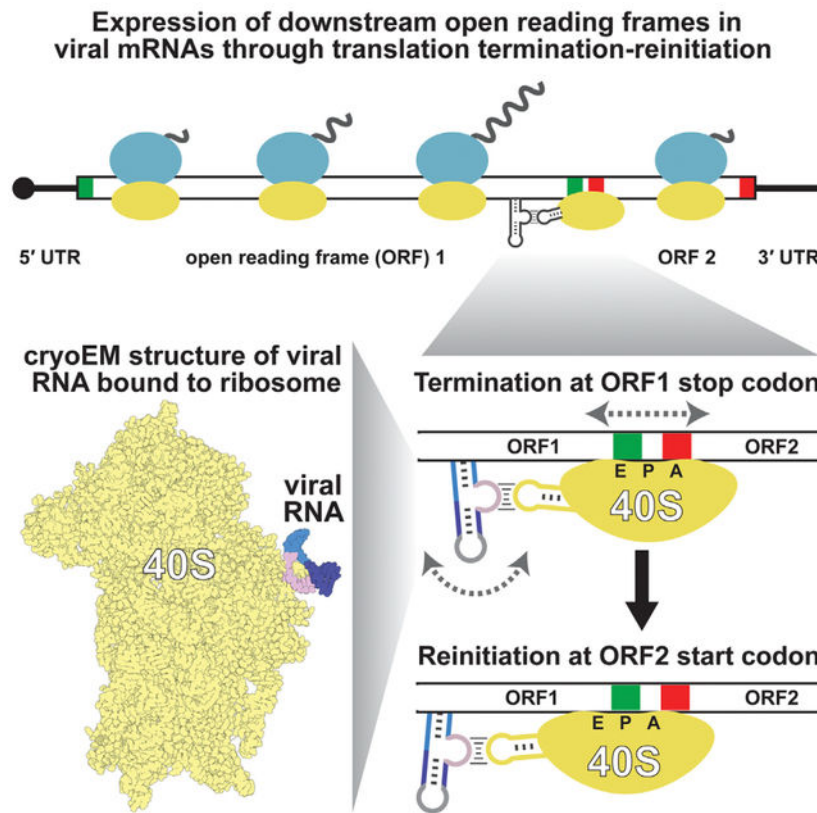 Expression of downstream open reading frames in
viral mRNAs through translation termination-reinitiation
5′ UTR
open reading frame (ORF) 1
ORF 2
3′ UTR
cryoEM structure of viral
RNA bound to ribosome
40S
viral
RNA
Termination at ORF1 stop codon
ORF1
ORF2
E P A
40S
Reinitiation at ORF2 start codon
ORF1
ORF2
E P A
40S